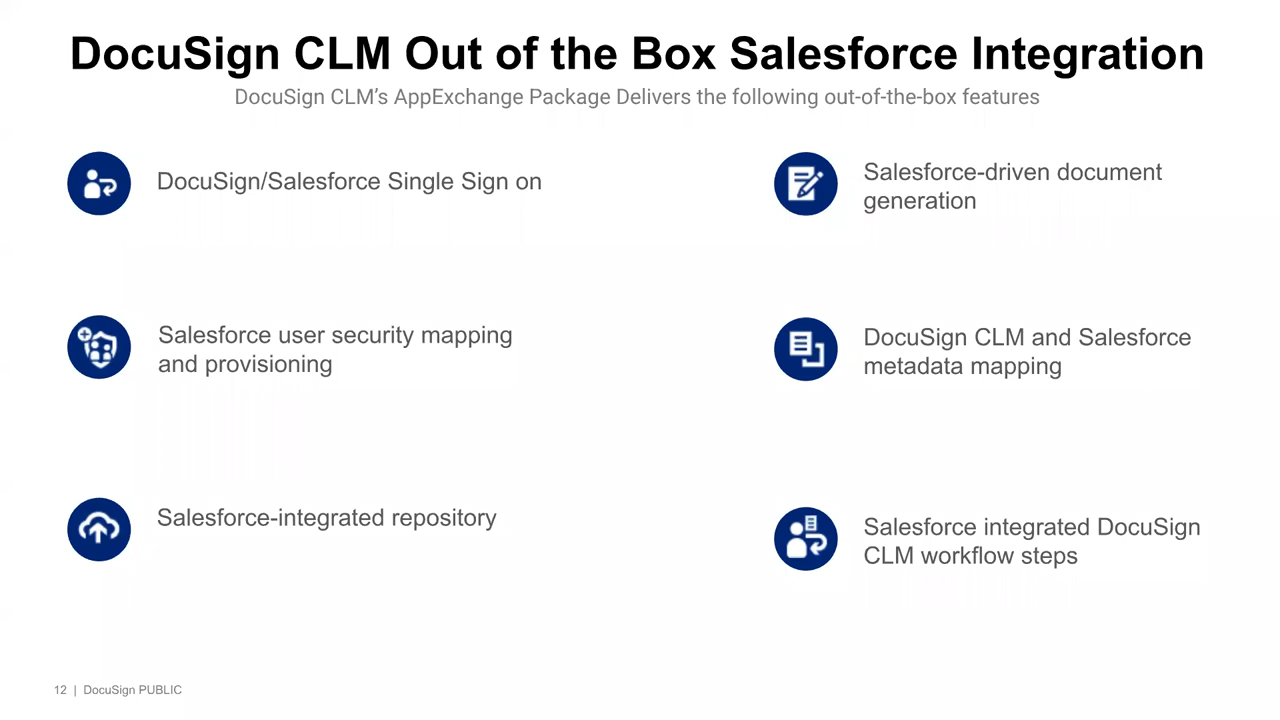 DocuSign CLM Out of the Box Salesforce Integration
DocuSign CLM’s AppExchange Package Delivers the following out-of-the-box features
DocuSign/Salesforce Single Sign on
Salesforce user security mapping
and provisioning
Salesforce-integrated repository
Salesforce-driven document
generation
DocuSign CLM and Salesforce
metadata mapping
Salesforce integrated DocuSign
CLM workflow steps
12 | DocuSign PUBLIC